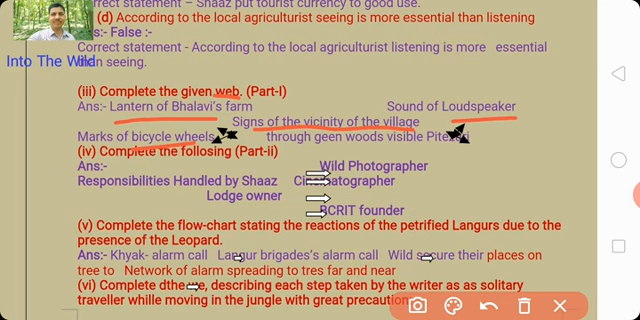 correct statement – Shaaz put tourist currency to good use.
(d) According to the local agriculturist seeing is more essential than listening
s:- False :-
Correct statement - According to the local agriculturist listening is more essential
Into The Wild
than seeing.
(iii) Complete the given web. (Part-I)
Ans:- Lantern of Bhalavi's farm Sound of Loudspeaker
Signs of the vicinity of the village
Marks of bicycle wheels through geen woods visible Pitezari
(iv) Complete the follosing (Part-ii)
Ans:- Wild Photographer
Responsibilities Handled by Shaaz Cinematographer
Lodge owner
BCRIT founder
(v) Complete the flow-chart stating the reactions of the petrified Langurs due to the
presence of the Leopard.
Ans:- Khyak- alarm call Langur brigades's alarm call Wild secure their places on
tree to Network of alarm spreading to tres far and near
(vi) Complete dthe describing each step taken by the writer as as solitary
traveller whille moving in the jungle with great precaution